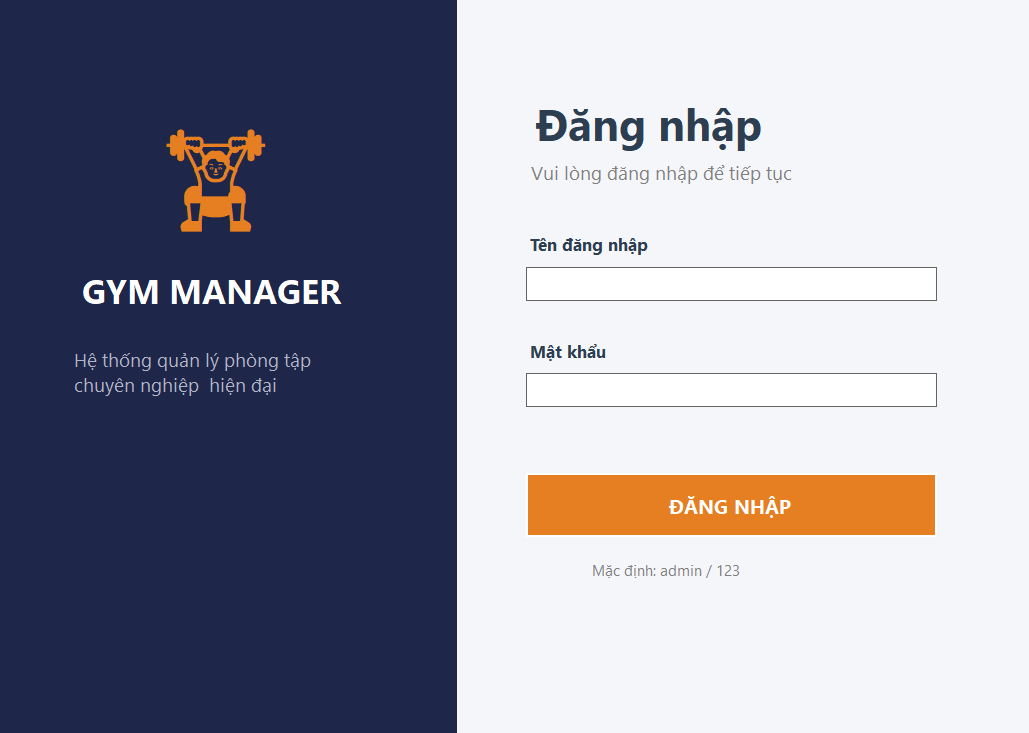 GYM MANAGER
Hệ thống quản lý phòng tập
chuyên nghiệp  hiện đại
Đăng nhập
Vui lòng đăng nhập để tiếp tục
Tên đăng nhập
Mật khẩu
ĐĂNG NHẬP
Mặc định: admin / 123